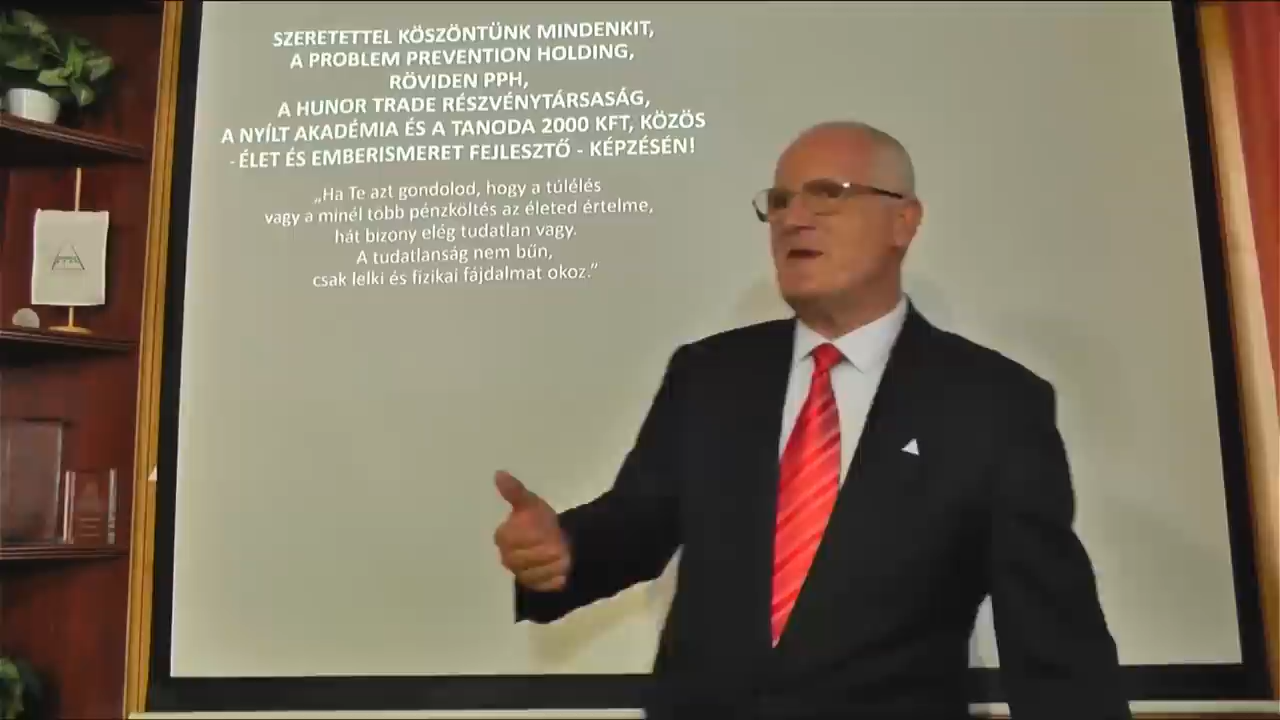 SZERETETTEL KÖSZÖNTÜNK MINDENKIT,
A PROBLEM PREVENTION HOLDING,
RÖVIDEN PPH,
A HUNOR TRADE RÉSZVÉNYTÁRSASÁG,
A NYÍLT AKADÉMIA ÉS A TANODA 2000 KFT, KÖZÖS
- ÉLET ÉS EMBERISMERET FEJLESZTŐ - KÉPZÉSÉN!
„Ha Te azt gondolod, hogy a túlélés
vagy a minél több pénzköltés az életed értelme,
hát bizony elég tudatlan vagy.
A tudatlanság nem bűn,
csak lelki és fizikai fájdalmat okoz.”